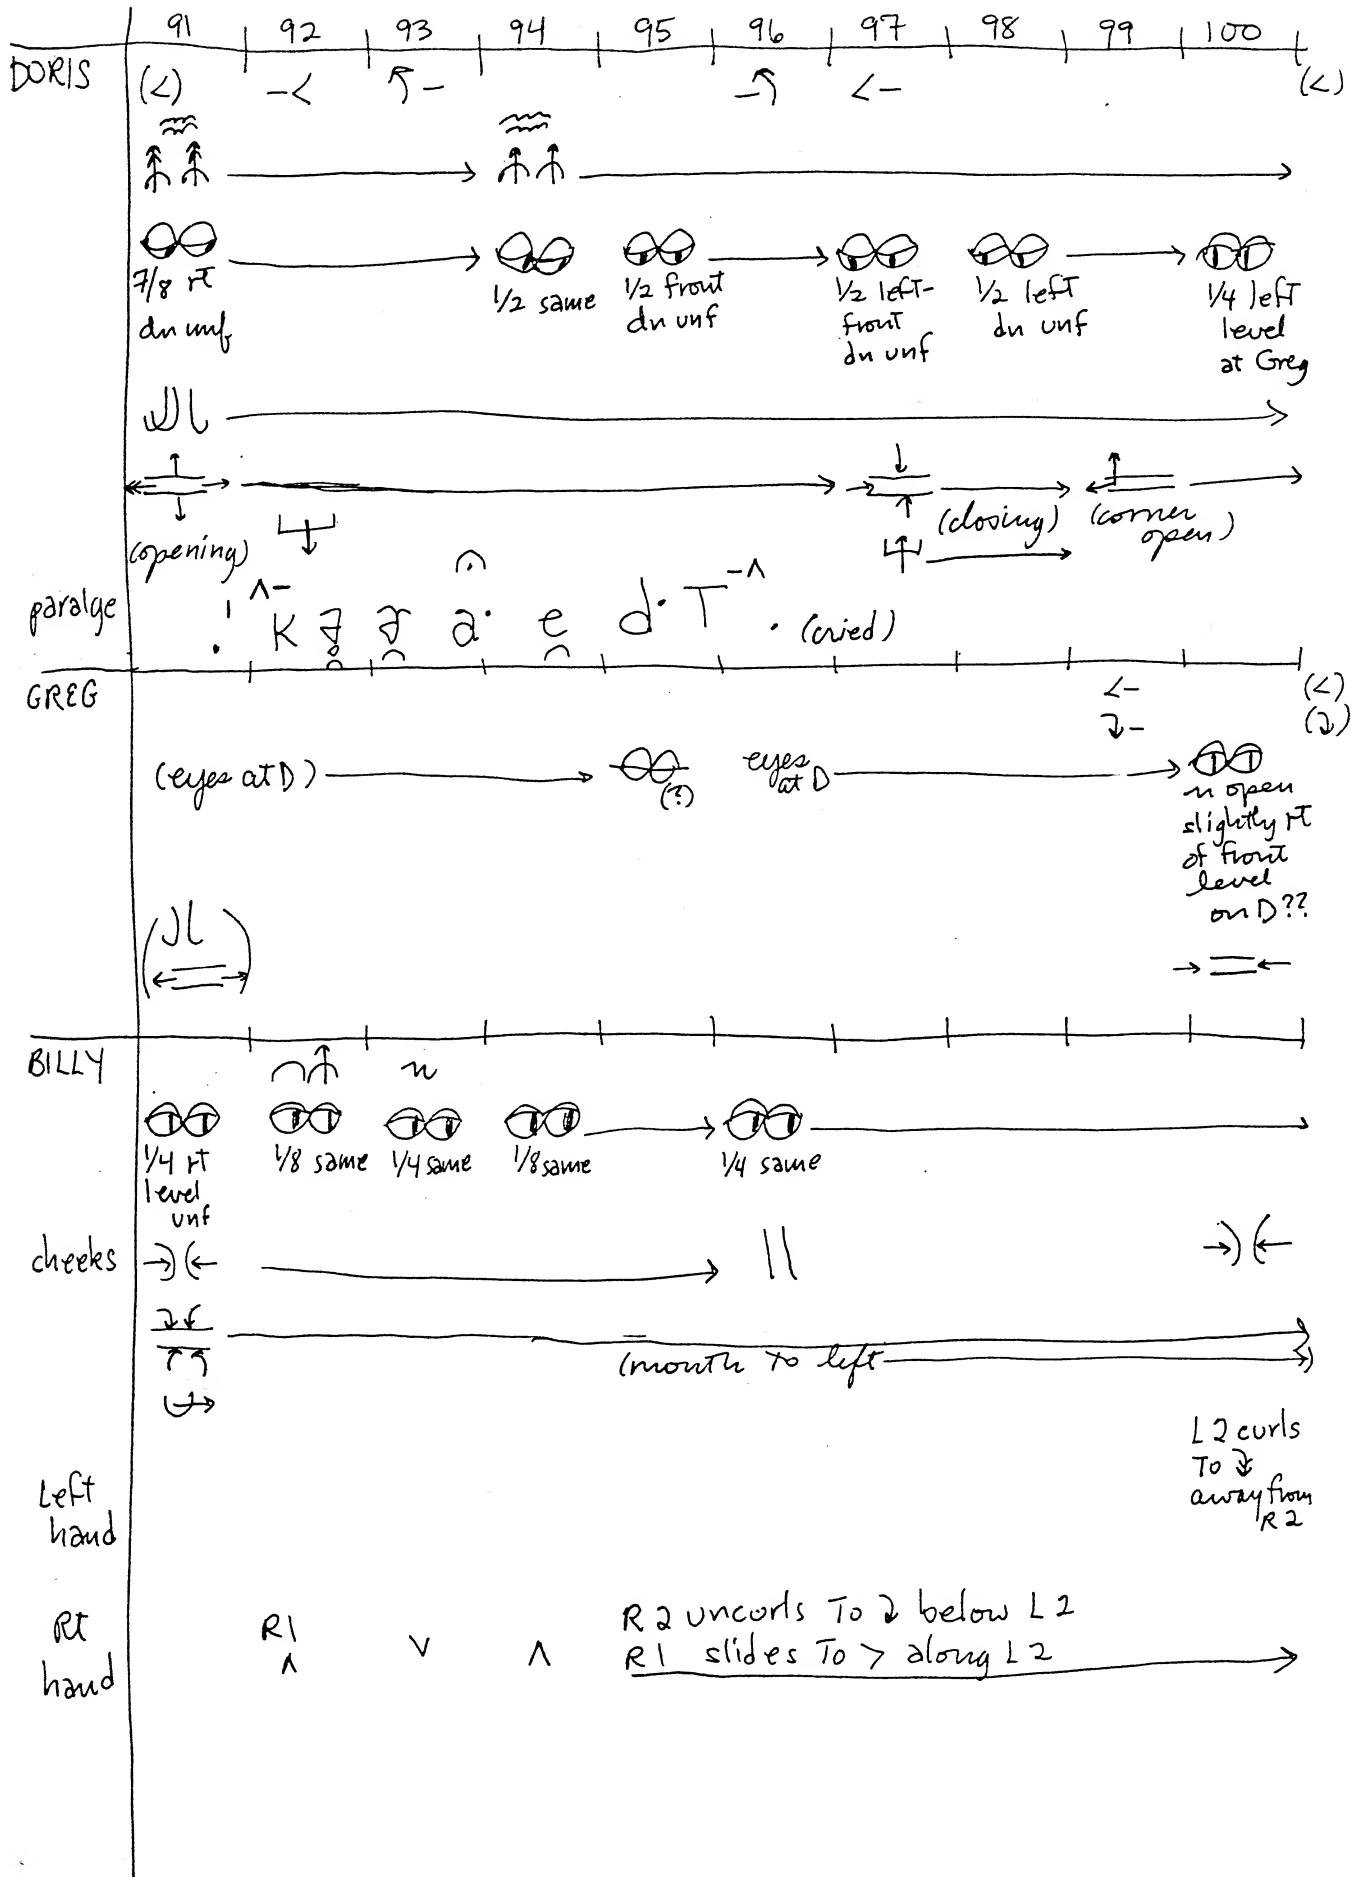 91 92 93 94 95 96 97 98 99 100
DORIS
7/8 rt
dn unf
1/2 same
1/2 front
dn unf
1/2 left-
front
dn unf
1/2 left
dn unf
1/4 left
level
at Greg
(opening)
(closing)
(corner
open)
paralge
(cried)
GREG
(eyes at D)
(?)
eyes
at D
n open
slightly rt
of front
level
on D??
BILLY
1/4 rt
level
unf
1/8 same
1/4 same
1/8 same
1/4 same
cheeks
(mouth to left
Left
hand
L2 curls
To
away from
R2
Rt
hand
R1
R2 uncurls To below L2
R1 slides To > along L2